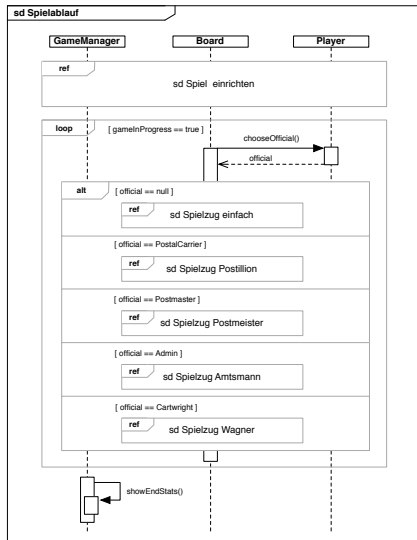 sd Spielablauf
GameManager
Board
Player
ref
sd Spiel einrichten
loop
[ gameInProgress == true ]
chooseOfficial()
official
alt
[ official == null ]
ref
sd Spielzug einfach
[ official == PostalCarrier ]
ref
sd Spielzug Postillion
[ official == Postmaster ]
ref
sd Spielzug Postmeister
[ official == Admin ]
ref
sd Spielzug Amtsmann
[ official == Cartwright ]
ref
sd Spielzug Wagner
showEndStats()